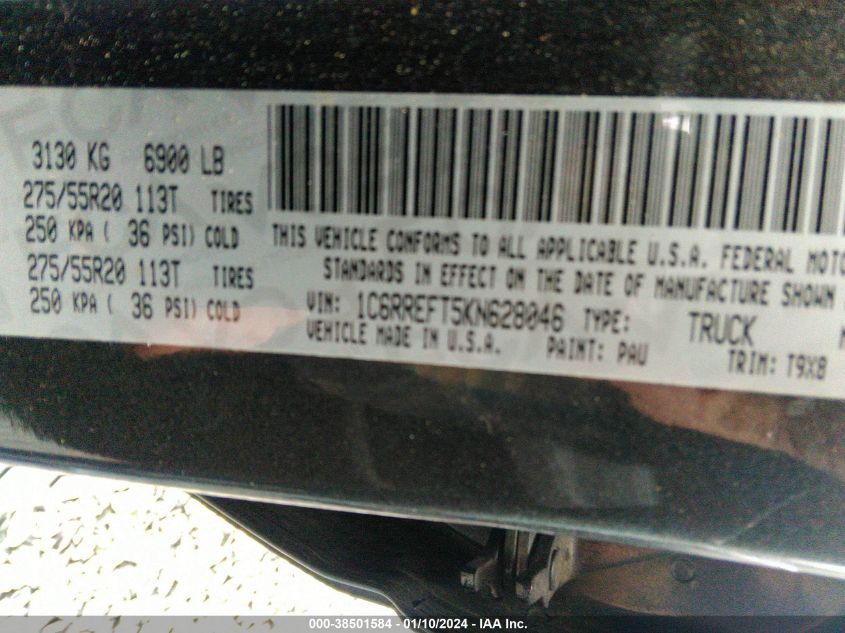 3130 KG 6900 LB
275/55R20 113T TIRES
250 KPA ( 36 PSI) COLD
275/55R20 113T TIRES
250 KPA ( 36 PSI) COLD
THIS VEHICLE CONFORMS TO ALL APPLICABLE U.S.A. FEDERAL MOTO
STANDARDS IN EFFECT ON THE DATE OF MANUFACTURE SHOWN
VIN: 1C6RREFT5KN628046 TYPE: TRUCK
VEHICLE MADE IN U.S.A. PAINT: PAU TRIM: T9X8
000-38501584 - 01/10/2024 - IAA Inc.